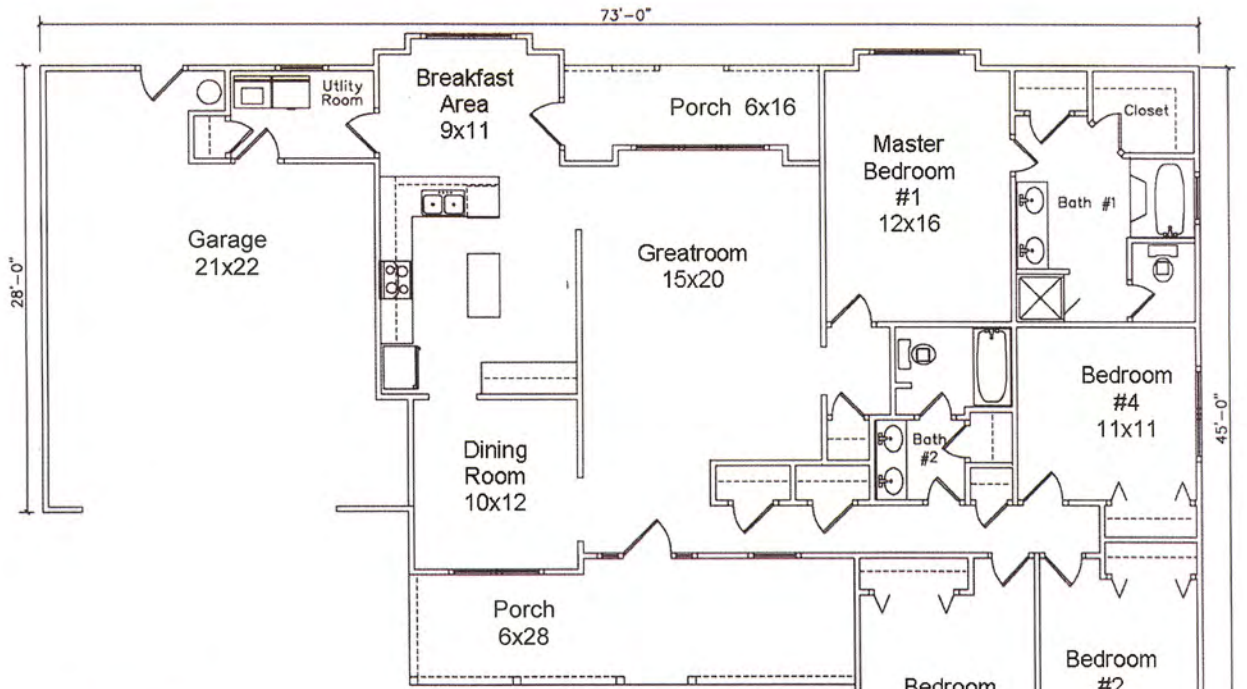 73'-0"
Utlity
Room
Breakfast
Area
9x11
Porch 6x16
Master
Bedroom
#1
12x16
Closet
Bath #1
Garage
21x22
Greatroom
15x20
28'-0"
Bedroom
#4
11x11
45'-0"
Dining
Room
10x12
Bath
#2
Porch
6x28
Bedroom
#2
Bedroom